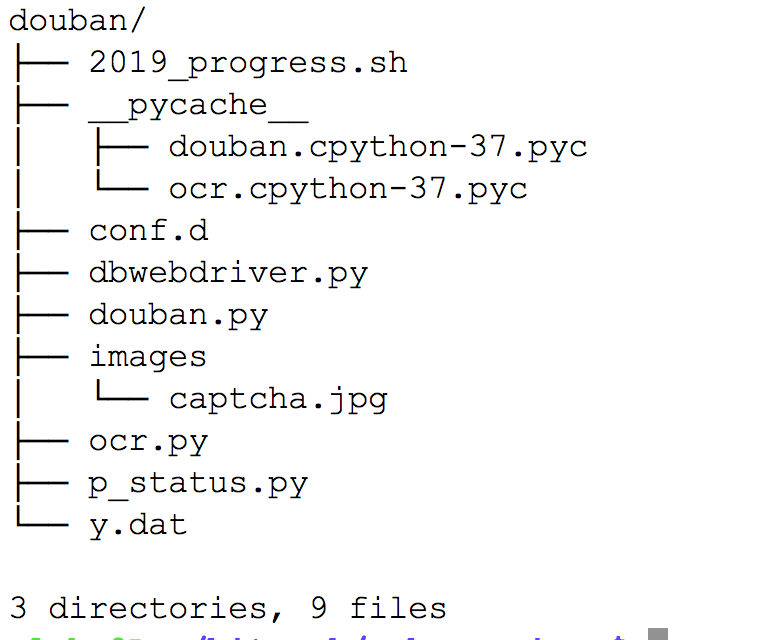 douban/
├── 2019_progress.sh
├── __pycache__
│   ├── douban.cpython-37.pyc
│   └── ocr.cpython-37.pyc
├── conf.d
├── dbwebdriver.py
├── douban.py
├── images
│   └── captcha.jpg
├── ocr.py
├── p_status.py
└── y.dat
3 directories, 9 files